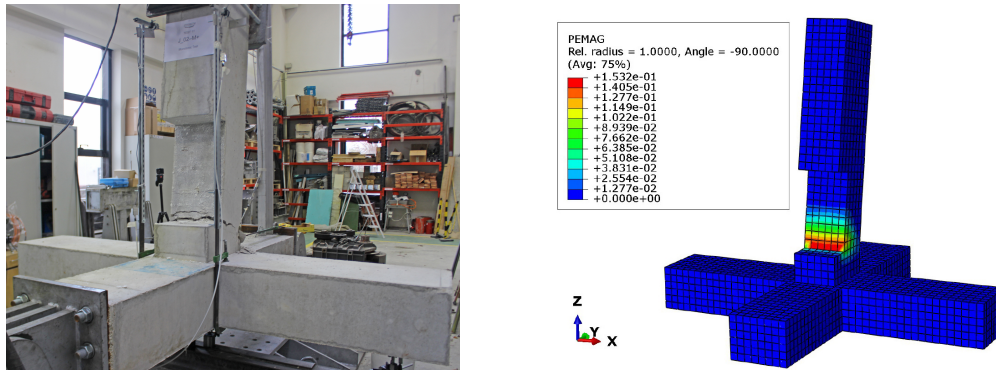 PEMAG
Rel. radius = 1.0000, Angle = -90.0000
(Avg: 75%)
+1.532e-01
+1.405e-01
+1.277e-01
+1.149e-01
+1.022e-01
+8.939e-02
+7.662e-02
+6.385e-02
+5.108e-02
+3.831e-02
+2.554e-02
+1.277e-02
+0.000e+00
Z
Y
X